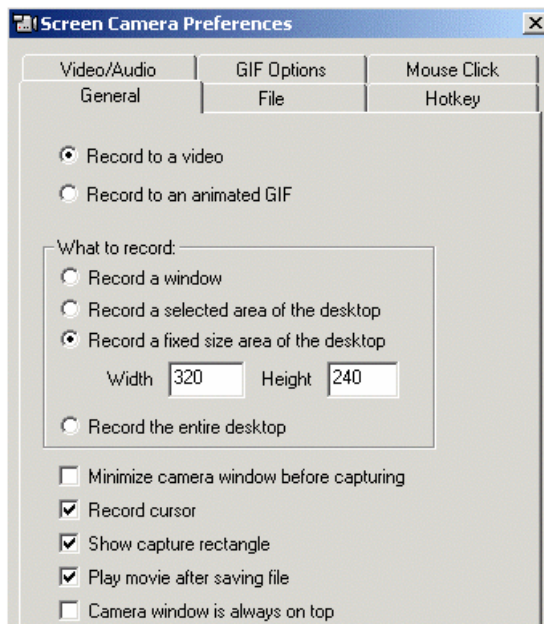 Screen Camera Preferences
Video/Audio GIF Options Mouse Click
General File Hotkey
Record to a video
Record to an animated GIF
What to record:
Record a window
Record a selected area of the desktop
Record a fixed size area of the desktop
Width 320 Height 240
Record the entire desktop
Minimize camera window before capturing
Record cursor
Show capture rectangle
Play movie after saving file
Camera window is always on top